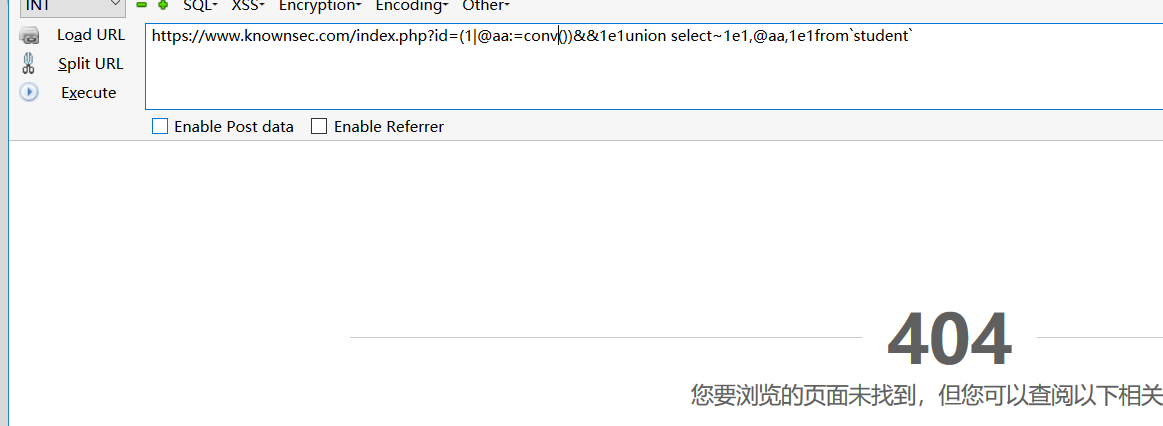 INT SQL- XSS- Encryption- Encoding- Other-
Load URL
https://www.knownsec.com/index.php?id=(1|@aa:=conv())&&1e1union select~1e1,@aa,1e1from`student`
Split URL
Execute
Enable Post data Enable Referrer
404
您要浏览的页面未找到，但您可以查阅以下相关